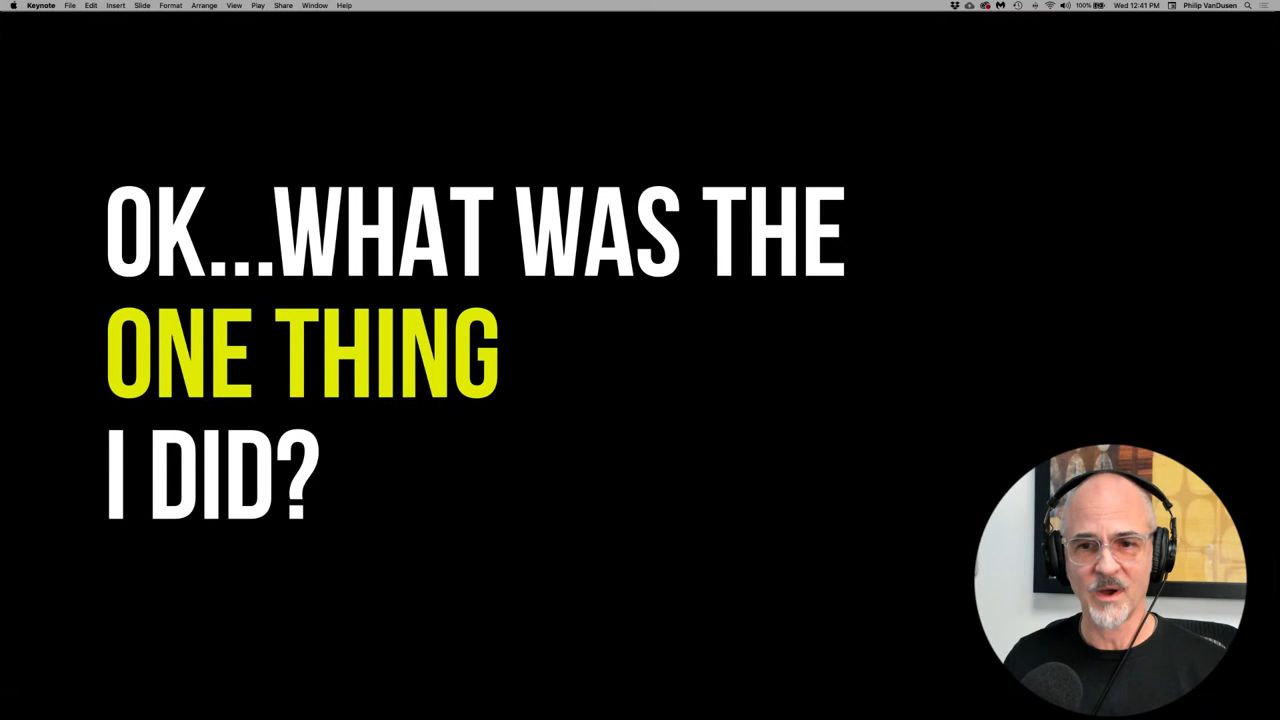 Keynote File Edit Insert Slide Format Arrange View Play Share Window Help 100% Wed 12:41 PM Philip VanDusen
OK...WHAT WAS THE
ONE THING
I DID?